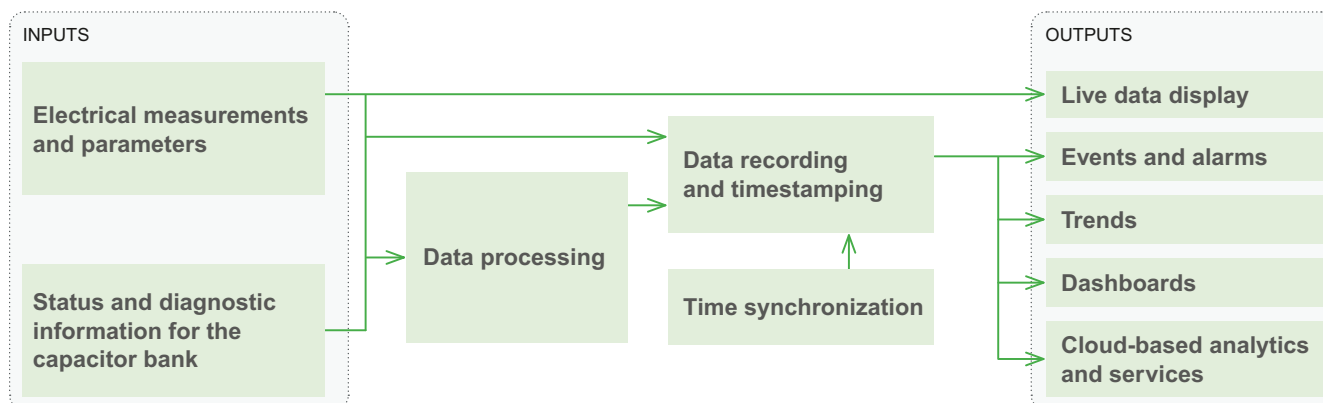 INPUTS
Electrical measurements
and parameters
Status and diagnostic
information for the
capacitor bank
Data processing
Data recording
and timestamping
Time synchronization
OUTPUTS
Live data display
Events and alarms
Trends
Dashboards
Cloud-based analytics
and services